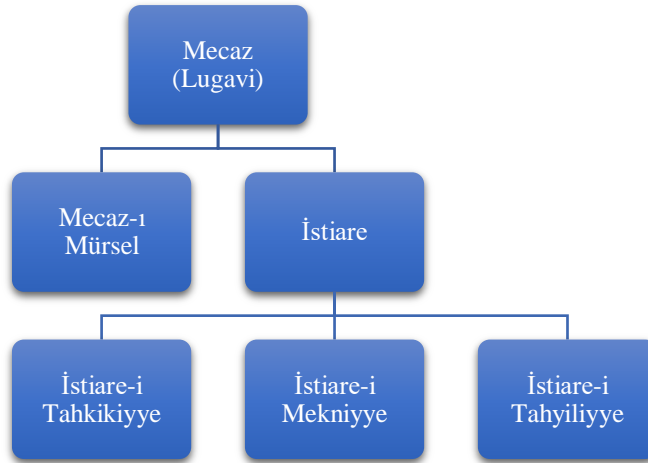 Mecaz
(Lugavi)
Mecaz-ı
Mürsel
İstiare
İstiare-i
Tahkikiyye
İstiare-i
Mekniyye
İstiare-i
Tahyiliyye